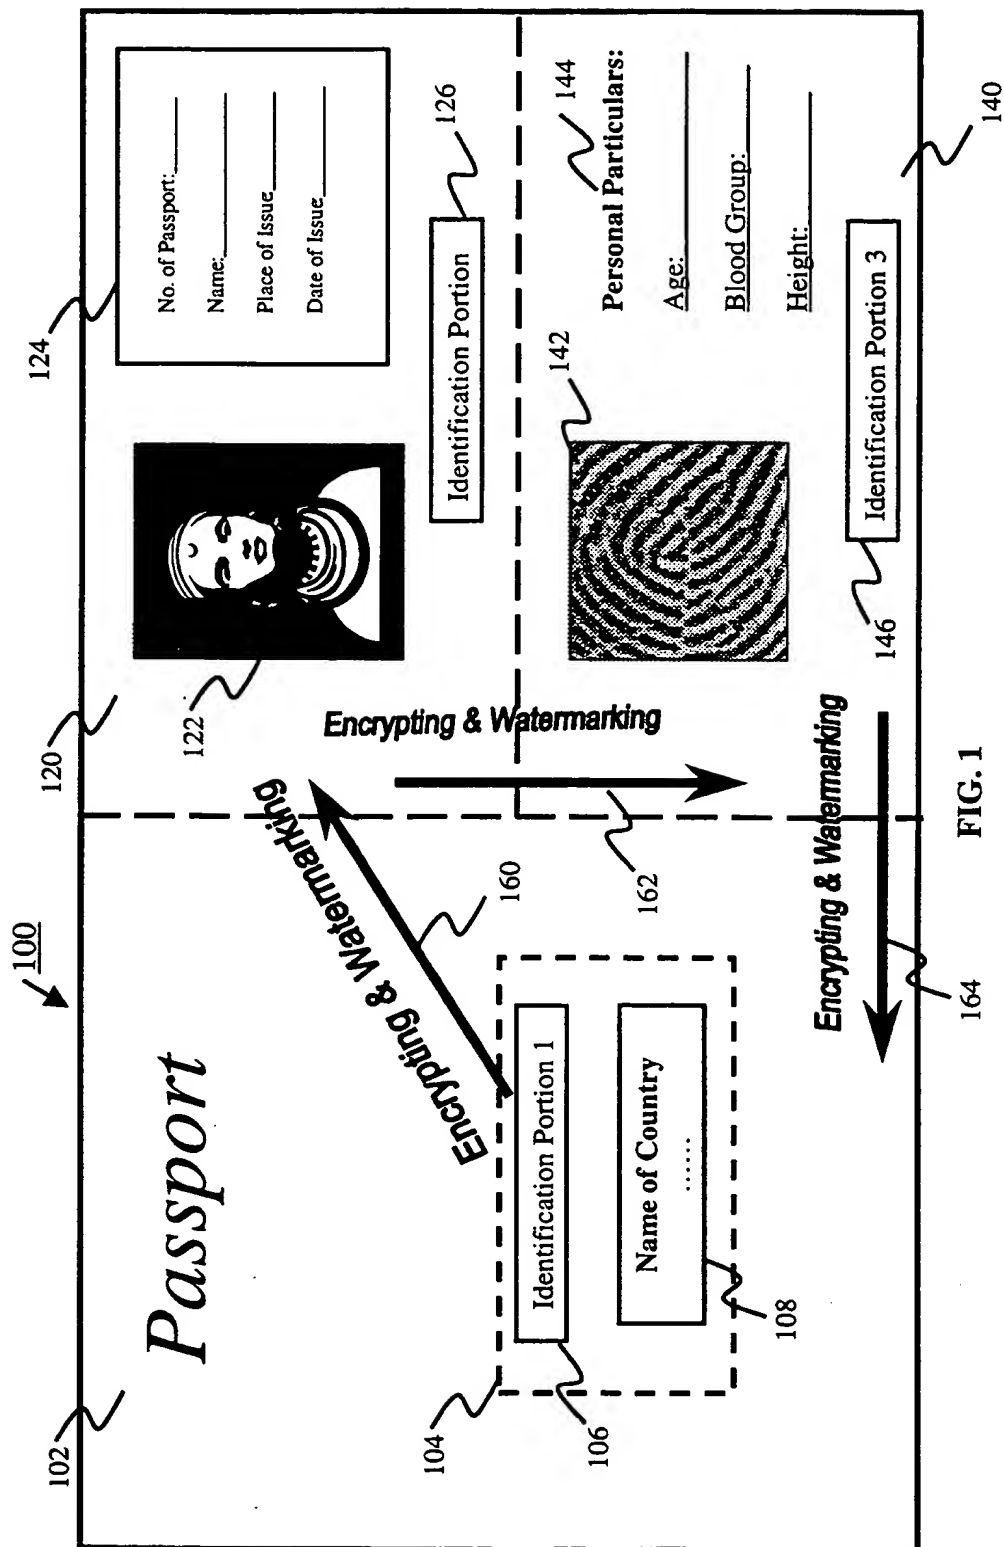 100
102
Passport
104
Identification Portion 1
106
Name of Country
......
108
Encrypting & Watermarking
160
120
122
124
No. of Passport:
Name:
Place of Issue
Date of Issue
Identification Portion
126
Encrypting & Watermarking
162
142
144
Personal Particulars:
Age:
Blood Group:
Height:
Identification Portion 3
146
140
Encrypting & Watermarking
164
FIG. 1